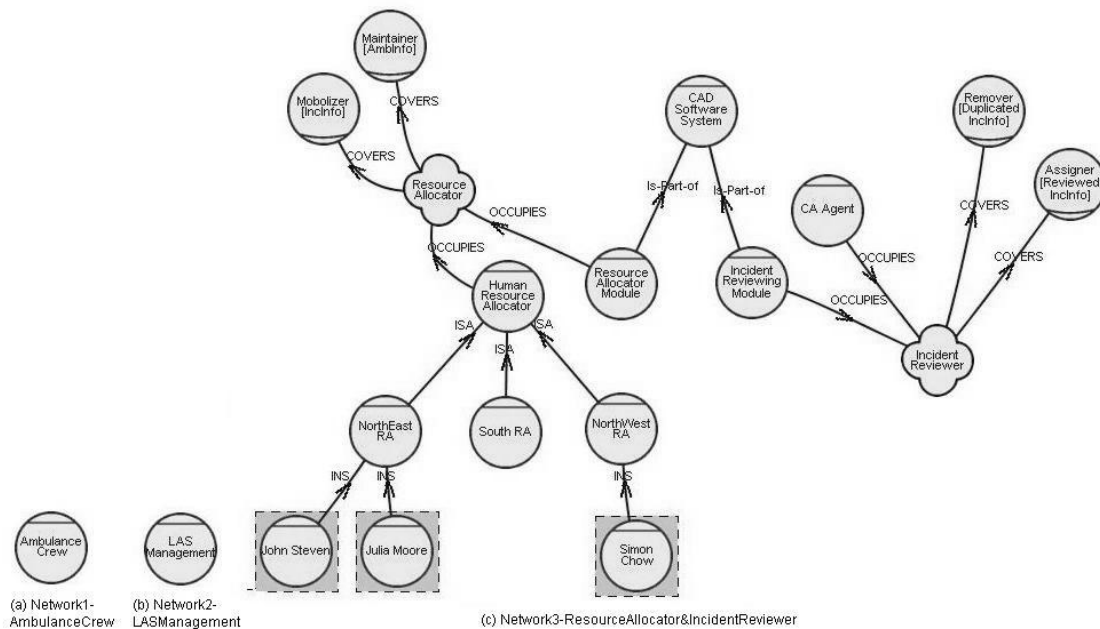 Maintainer
[AmbInfo]
Mobolizer
[IncInfo]
COVERS
COVERS
Resource
Allocator
OCCUPIES
OCCUPIES
CAD
Software
System
Is-Part-of
Is-Part-of
Remover
[Duplicated
IncInfo]
Assigner
[Reviewed
IncInfo]
CA Agent
COVERS
COVERS
OCCUPIES
OCCUPIES
Human
Resource
Allocator
Resource
Allocator
Module
Incident
Reviewing
Module
Incident
Reviewer
ISA
ISA
ISA
NorthEast
RA
South RA
NorthWest
RA
INS
INS
INS
Ambulance
Crew
LAS
Management
John Steven
Julia Moore
Simon
Chow
(a) Network1-
AmbulanceCrew
(b) Network2-
LASManagement
(c) Network3-ResourceAllocator&IncidentReviewer